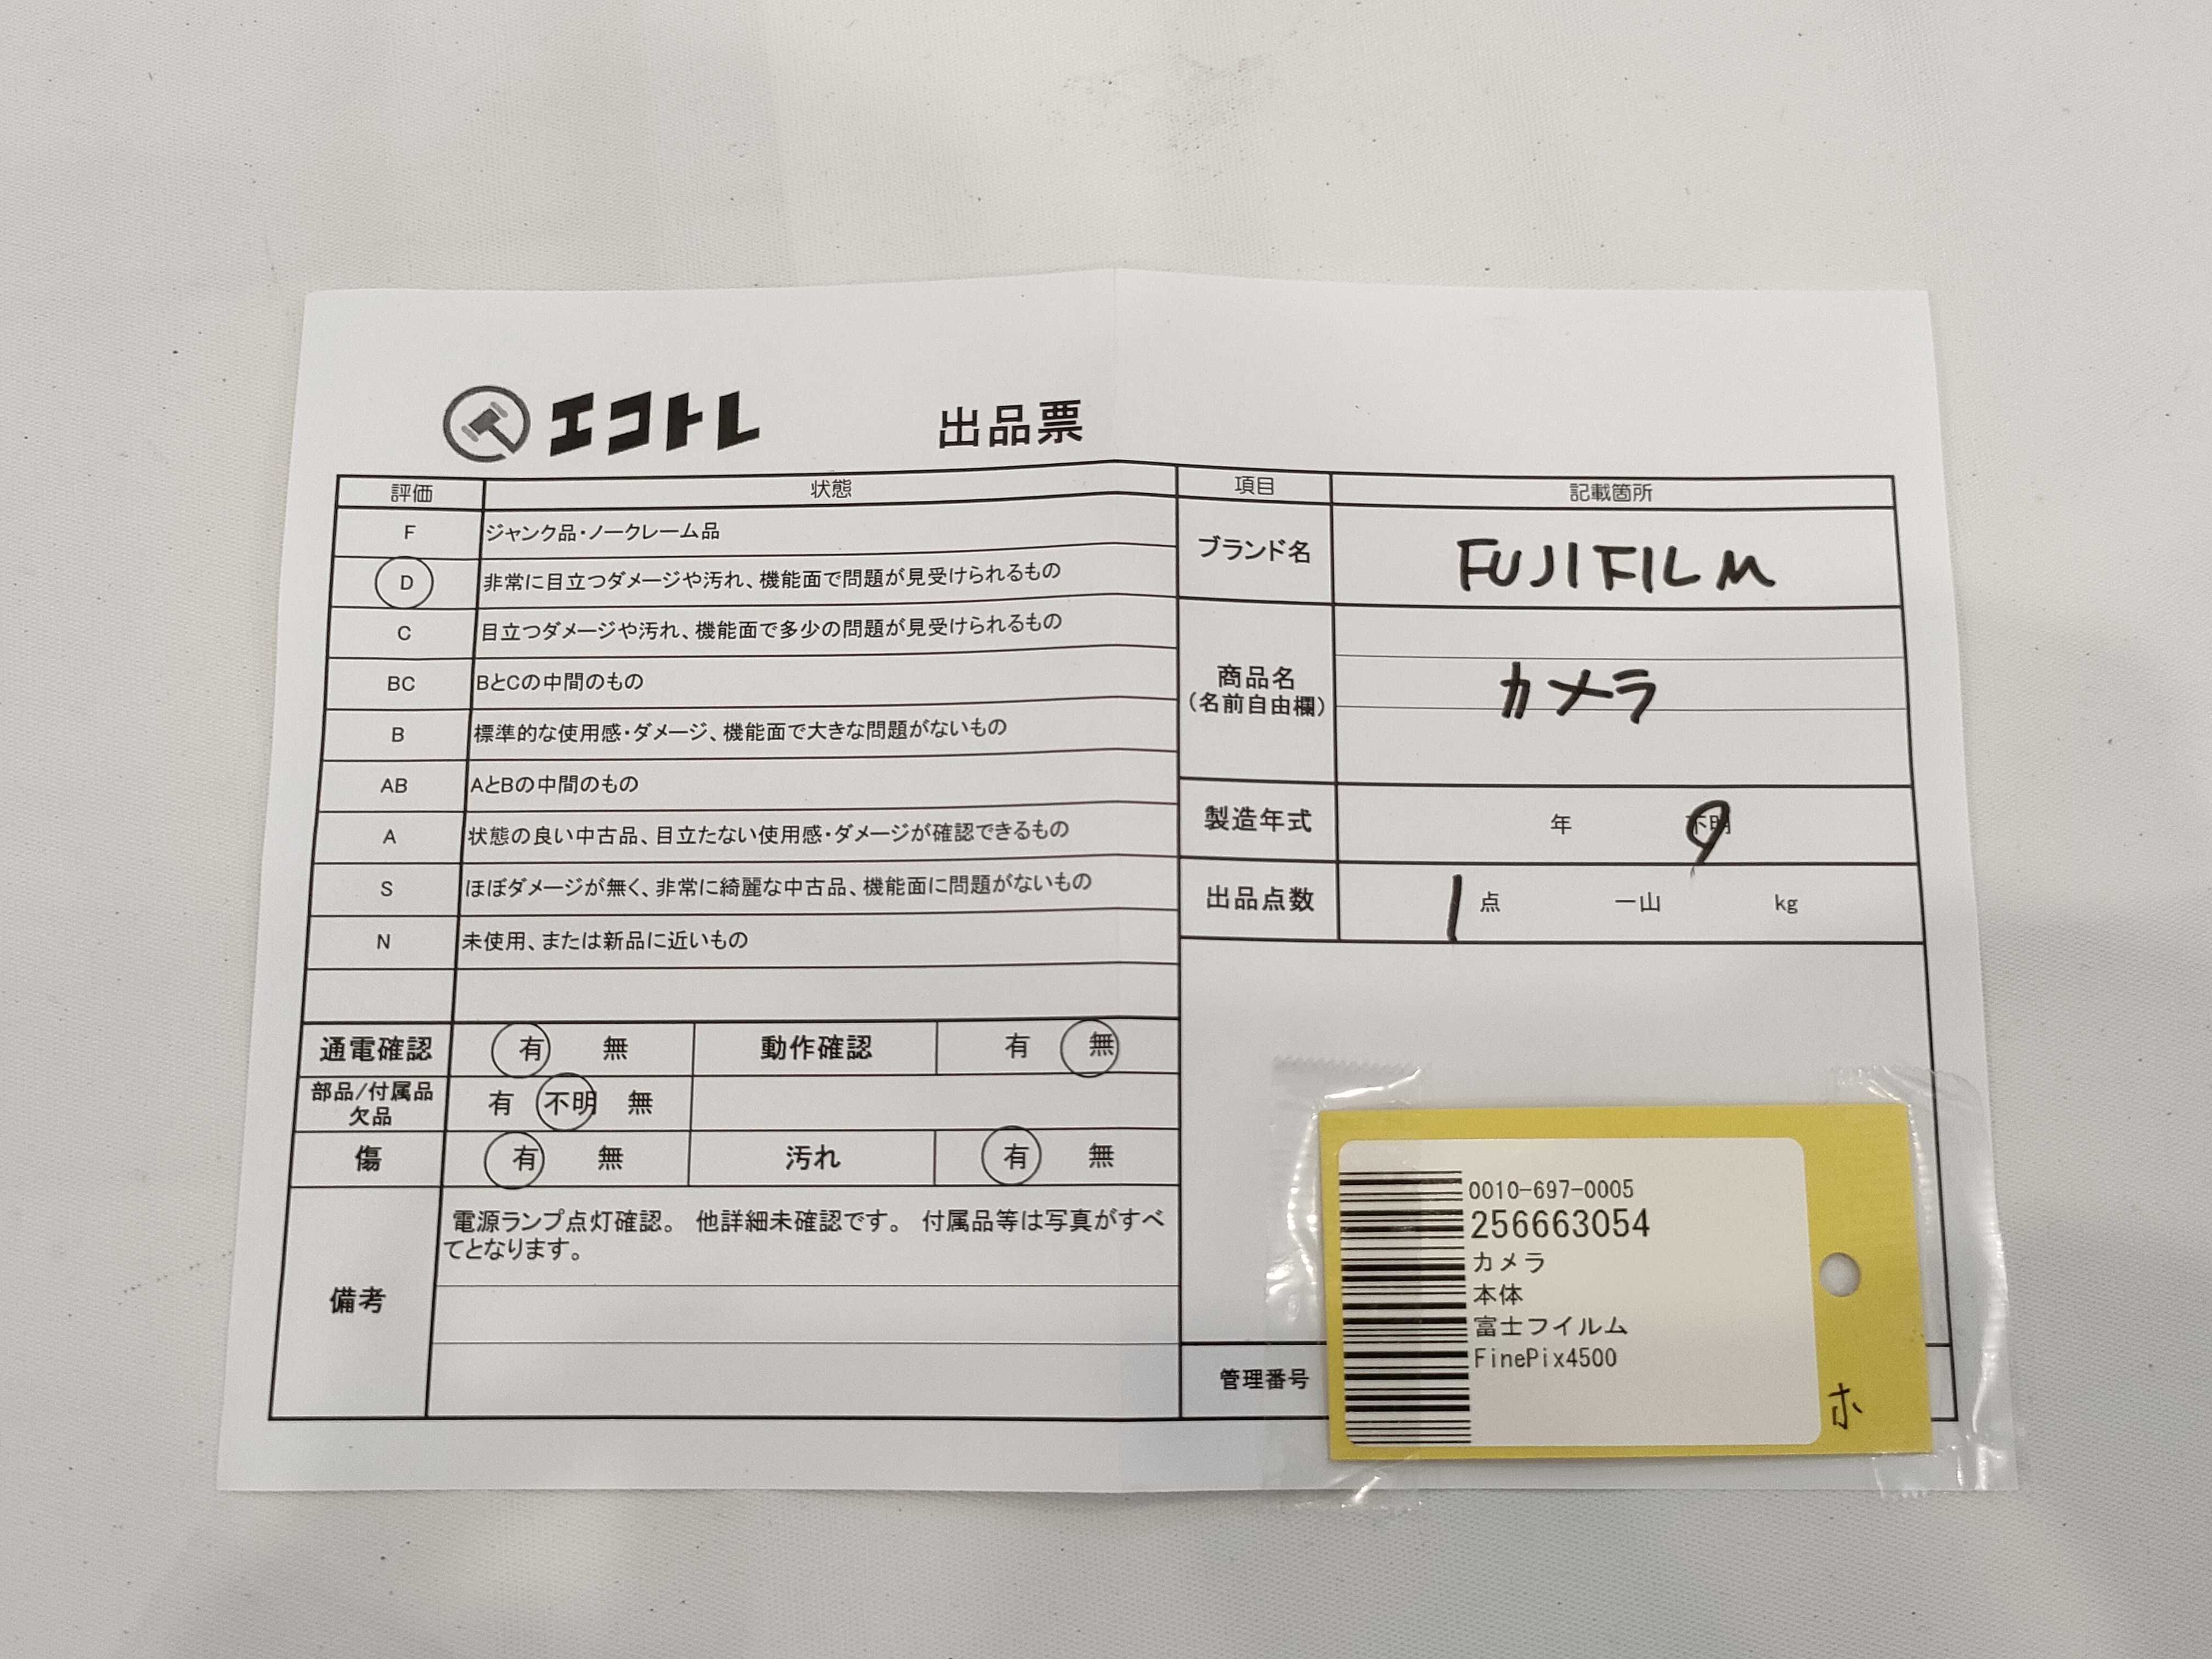 エコトレ 出品票
評価 状態
F ジャンク品・ノークレーム品
D 非常に目立つダメージや汚れ、機能面で問題が見受けられるもの
C 目立つダメージや汚れ、機能面で多少の問題が見受けられるもの
BC BとCの中間のもの
B 標準的な使用感・ダメージ、機能面で大きな問題がないもの
AB AとBの中間のもの
A 状態の良い中古品、目立たない使用感・ダメージが確認できるもの
S ほぼダメージが無く、非常に綺麗な中古品、機能面に問題がないもの
N 未使用、または新品に近いもの
通電確認 有 無 動作確認 有 無
部品/付属品
欠品
有 不明 無
傷 有 無 汚れ 有 無
備考
電源ランプ点灯確認。 他詳細未確認です。 付属品等は写真がすべ
てとなります。
項目 記載箇所
ブランド名 FUJIFILM
商品名
(名前自由欄)
カメラ
製造年式 年 不明
出品点数 1 点 一山 kg
管理番号
0010-697-0005
256663054
カメラ
本体
富士フイルム
FinePix4500
ホ